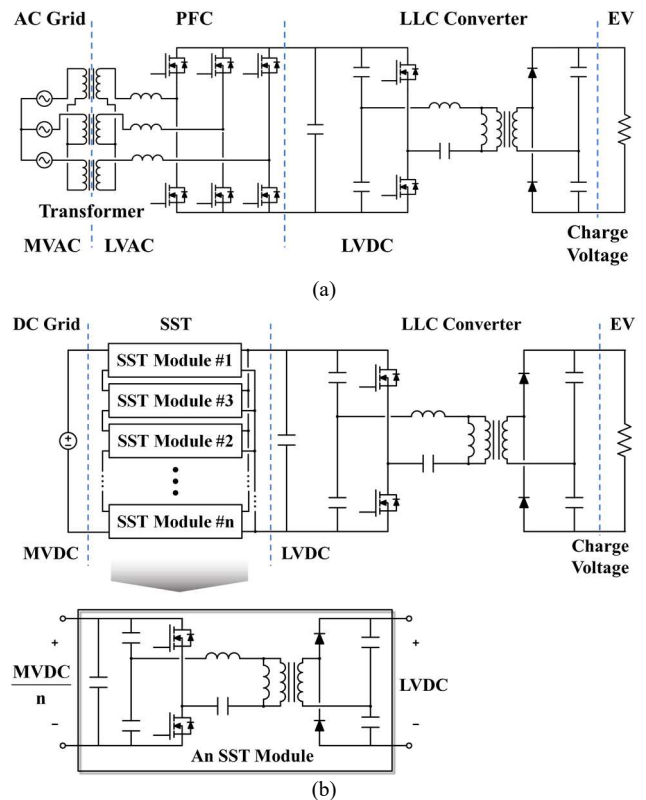 AC Grid PFC LLC Converter EV
Transformer
MVAC LVAC LVDC Charge Voltage
(a)
DC Grid SST LLC Converter EV
SST Module #1
SST Module #3
SST Module #2
SST Module #n
MVDC LVDC Charge Voltage
+ +
MVDC
n
LVDC
− −
An SST Module
(b)